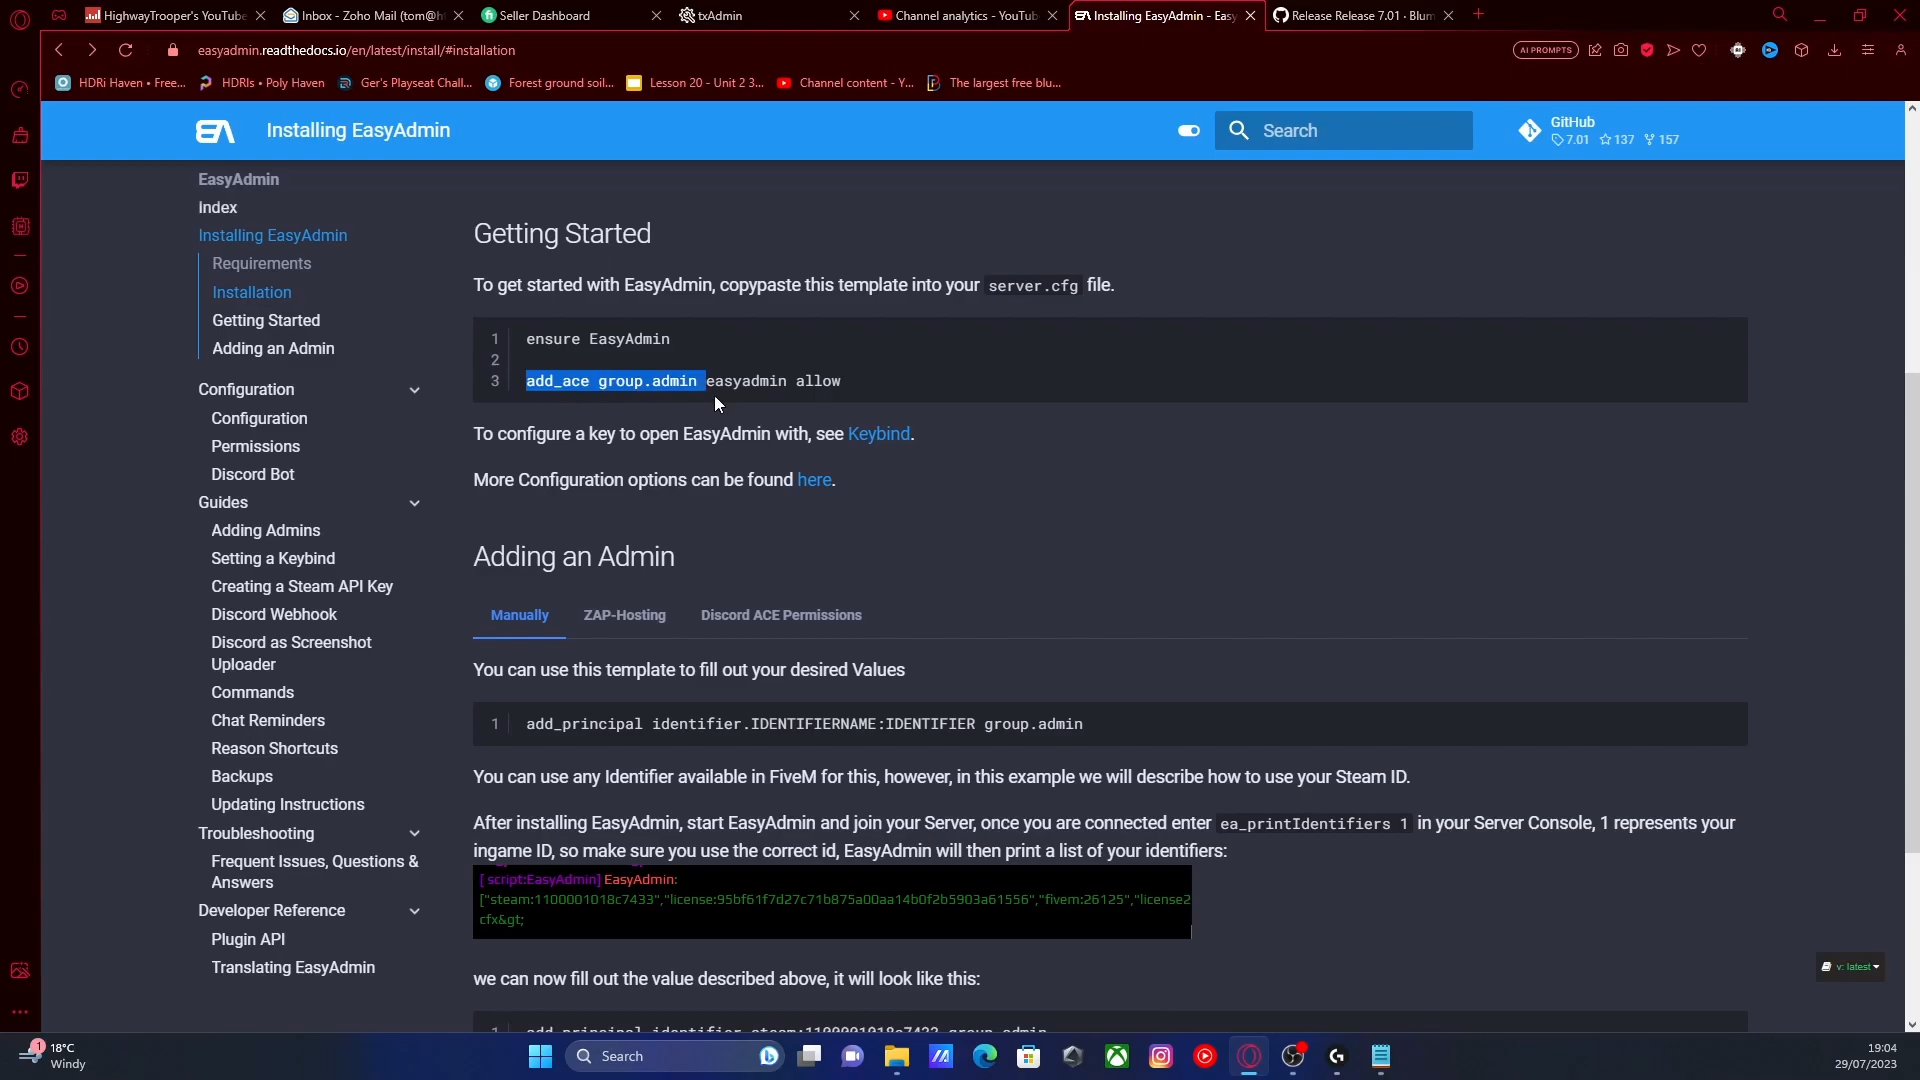 HighwayTrooper's YouTube
Inbox - Zoho Mail (tom@h
Seller Dashboard
txAdmin
Channel analytics - YouTub
Installing EasyAdmin - Easy
Release Release 7.01 · Blum
easyadmin.readthedocs.io/en/latest/install/#installation
AI PROMPTS
HDRi Haven • Free...
HDRIs • Poly Haven
Ger's Playseat Chall...
Forest ground soil...
Lesson 20 - Unit 2 3...
Channel content - Y...
The largest free blu...
EA
Installing EasyAdmin
Search
GitHub
7.01 137 157
EasyAdmin
Index
Installing EasyAdmin
Requirements
Installation
Getting Started
Adding an Admin
Configuration
Configuration
Permissions
Discord Bot
Guides
Adding Admins
Setting a Keybind
Creating a Steam API Key
Discord Webhook
Discord as Screenshot
Uploader
Commands
Chat Reminders
Reason Shortcuts
Backups
Updating Instructions
Troubleshooting
Frequent Issues, Questions &
Answers
Developer Reference
Plugin API
Translating EasyAdmin
Getting Started
To get started with EasyAdmin, copypaste this template into your server.cfg file.
1 ensure EasyAdmin
2
3 add_ace group.admin easyadmin allow
To configure a key to open EasyAdmin with, see Keybind.
More Configuration options can be found here.
Adding an Admin
Manually ZAP-Hosting Discord ACE Permissions
You can use this template to fill out your desired Values
1 add_principal identifier.IDENTIFIERNAME:IDENTIFIER group.admin
You can use any Identifier available in FiveM for this, however, in this example we will describe how to use your Steam ID.
After installing EasyAdmin, start EasyAdmin and join your Server, once you are connected enter ea_printIdentifiers 1 in your Server Console, 1 represents your
ingame ID, so make sure you use the correct id, EasyAdmin will then print a list of your identifiers:
[ script:EasyAdmin] EasyAdmin:
["steam:1100001018c7433","license:95bf61f7d27c71b875a00aa14b0f2b5903a61556","fivem:26125","license2
cfx&gt;
we can now fill out the value described above, it will look like this:
1 add_principal identifier.steam:1100001018c7433 group.admin
v: latest
1
18°C
Windy
Search
19:04
29/07/2023